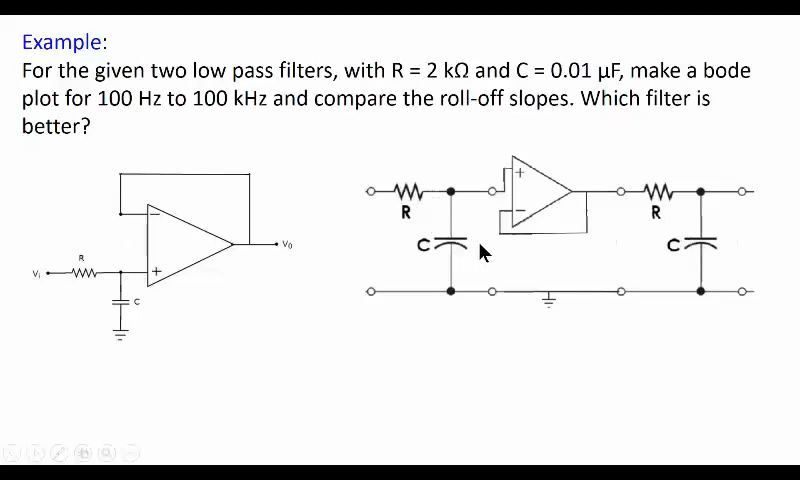 Example:
For the given two low pass filters, with R = 2 kΩ and C = 0.01 µF, make a bode
plot for 100 Hz to 100 kHz and compare the roll-off slopes. Which filter is
better?
R
Vi
C
−
+
V0
R
C
+
−
R
C